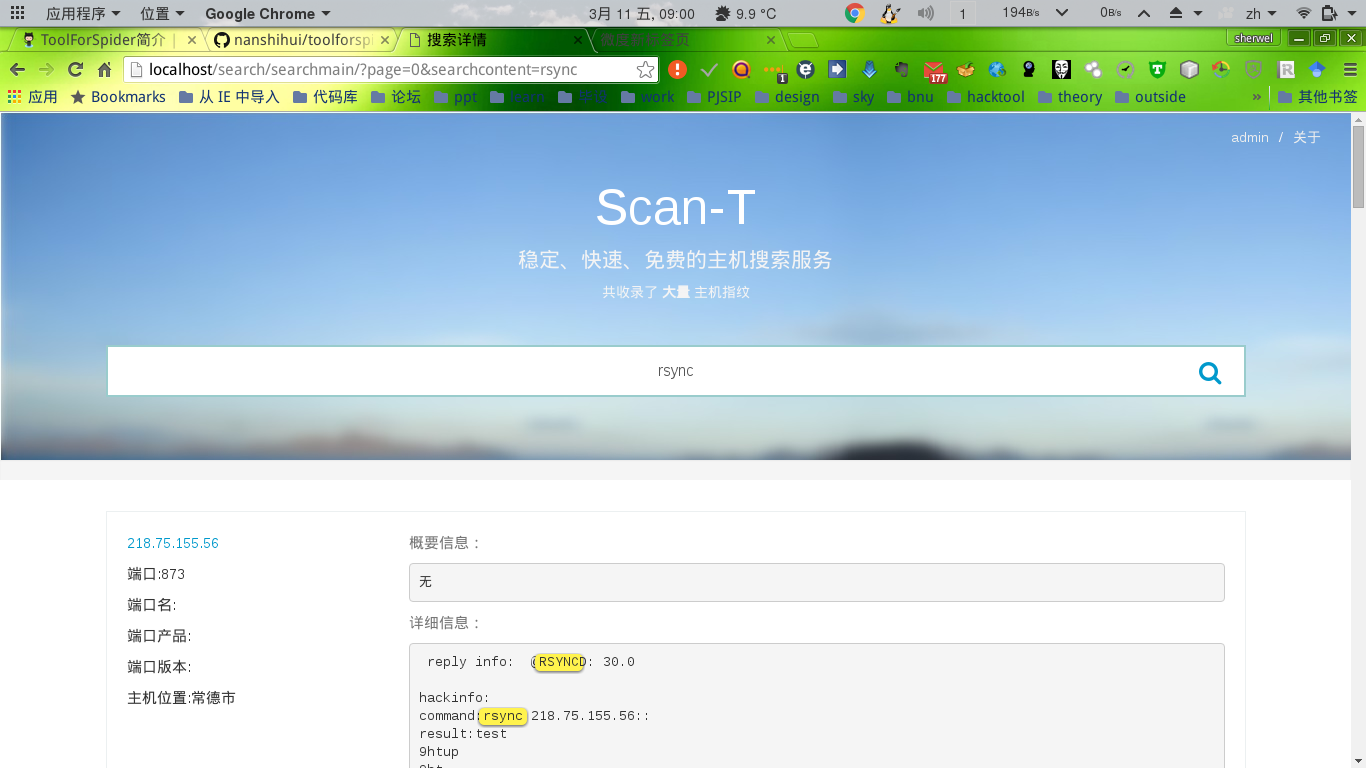 应用程序 位置 Google Chrome 3月 11 五, 09:00 9.9 °C 1 194B/s 0B/s zh
ToolForSpider简介 | nanshihui/toolforspi 搜索详情 sherwel
localhost/search/searchmain/?page=0&searchcontent=rsync 1 177
应用 Bookmarks 从 IE 中导入 代码库 论坛 ppt work PJSIP design sky bnu hacktool theory outside » 其他书签
admin / 关于
Scan-T
稳定、快速、免费的主机搜索服务
共收录了 大量 主机指纹
rsync
218.75.155.56
端口:873
端口名:
端口产品:
端口版本:
主机位置:常德市
概要信息：
无
详细信息：
reply info: @RSYNCD: 30.0
hackinfo:
command:rsync 218.75.155.56::
result:test
9htup